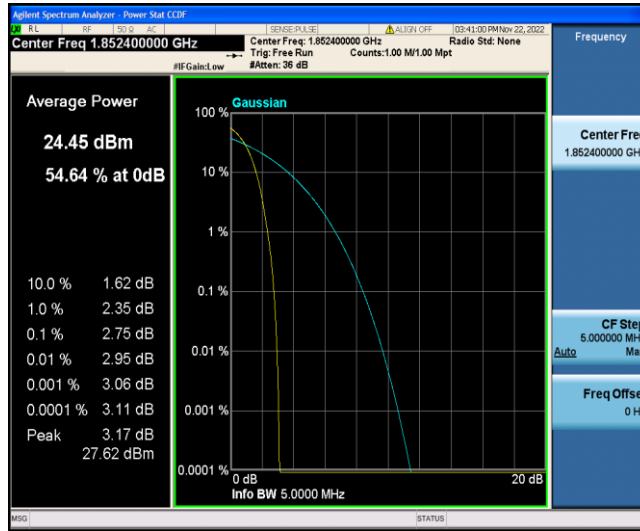 Agilent Spectrum Analyzer - Power Stat CCDF
RL RF 50 Ω AC SENSE:PULSE ALIGN OFF 03:41:00 PM Nov 22, 2022
Center Freq 1.852400000 GHz
Center Freq: 1.852400000 GHz Radio Std: None
Trig: Free Run Counts:1.00 M/1.00 Mpt
#IFGain:Low #Atten: 36 dB
Frequency
Average Power
24.45 dBm
54.64 % at 0dB
10.0 % 1.62 dB
1.0 % 2.35 dB
0.1 % 2.75 dB
0.01 % 2.95 dB
0.001 % 3.06 dB
0.0001 % 3.11 dB
Peak 3.17 dB
27.62 dBm
Gaussian
100 %
10 %
1 %
0.1 %
0.01 %
0.001 %
0.0001 %
0 dB 20 dB
Info BW 5.0000 MHz
Center Fre
1.852400000 GH
CF Ste
5.000000 MH
Auto Ma
Freq Offse
0 H
MSG STATUS